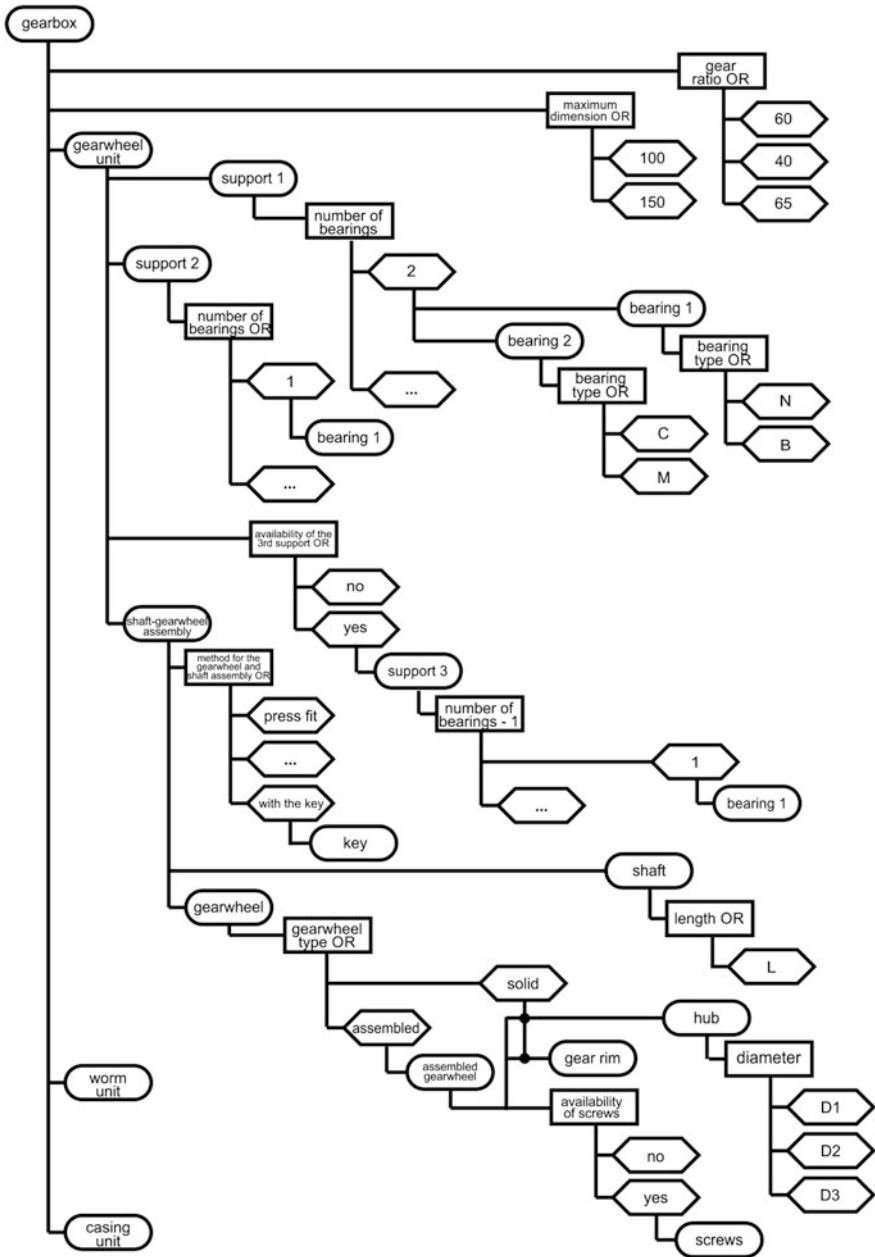 gearbox
gear
ratio OR
maximum
dimension OR
60
gearwheel
unit
100
40
support 1
150
65
number of
bearings
support 2
2
number of
bearings OR
bearing 1
bearing 2
bearing
type OR
1
...
bearing
type OR
N
bearing 1
C
B
M
...
availability of the
3rd support OR
no
shaft-gearwheel
assembly
yes
method for the
gearwheel and
shaft assembly OR
support 3
press fit
number of
bearings - 1
...
1
with the key
...
bearing 1
key
shaft
gearwheel
length OR
gearwheel
type OR
L
solid
assembled
hub
assembled
gearwheel
gear rim
diameter
worm
unit
availability
of screws
D1
no
D2
yes
D3
casing
unit
screws